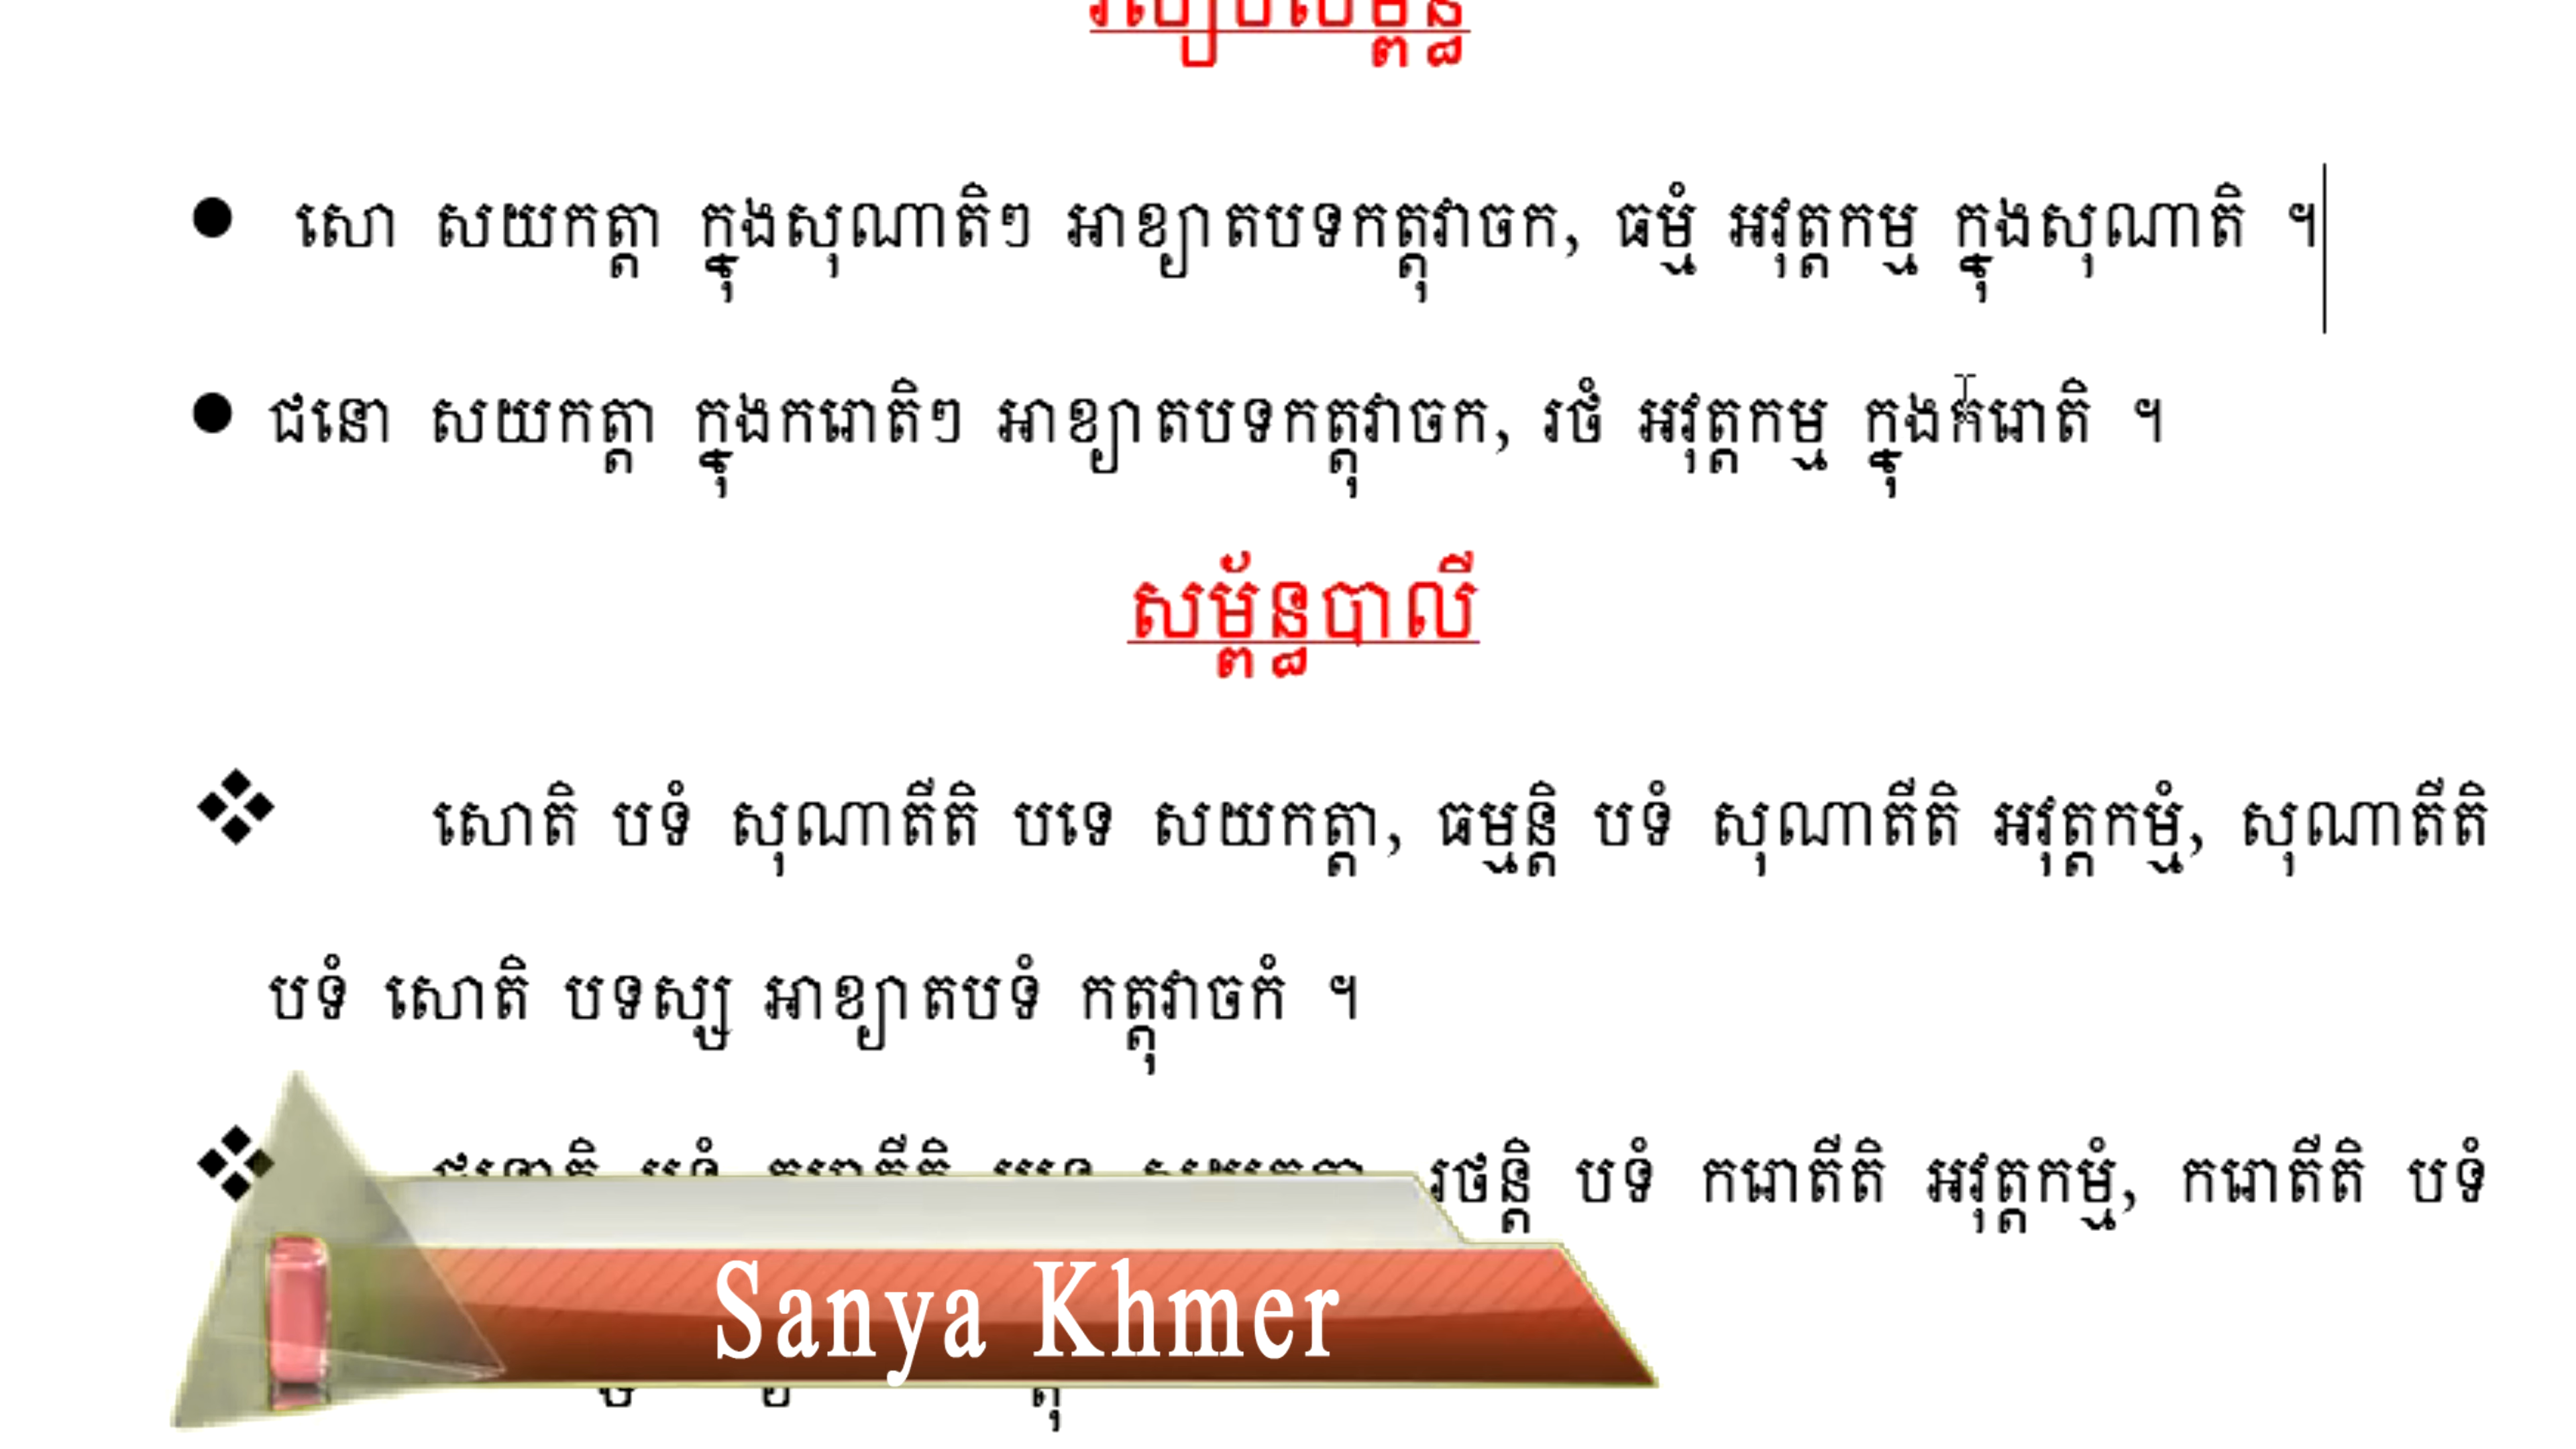 របៀបសម្ព័ន្ធ
● សោ សយកត្តា ក្នុងសុណាតិៗ អាខ្យាតបទកត្តុវាចក, ធម្មំ អវុត្តកម្ម ក្នុងសុណាតិ ។
● ជនោ សយកត្តា ក្នុងករោតិៗ អាខ្យាតបទកត្តុវាចក, រថំ អវុត្តកម្ម ក្នុងករោតិ ។
សម្ព័ន្ធបាលី
❖ សោតិ បទំ សុណាតីតិ បទេ សយកត្តា, ធម្មន្តិ បទំ សុណាតីតិ អវុត្តកម្មំ, សុណាតីតិ
បទំ សោតិ បទស្ស អាខ្យាតបទំ កត្តុវាចកំ ។
❖ រថន្តិ បទំ ករោតីតិ អវុត្តកម្មំ, ករោតីតិ បទំ
Sanya Khmer